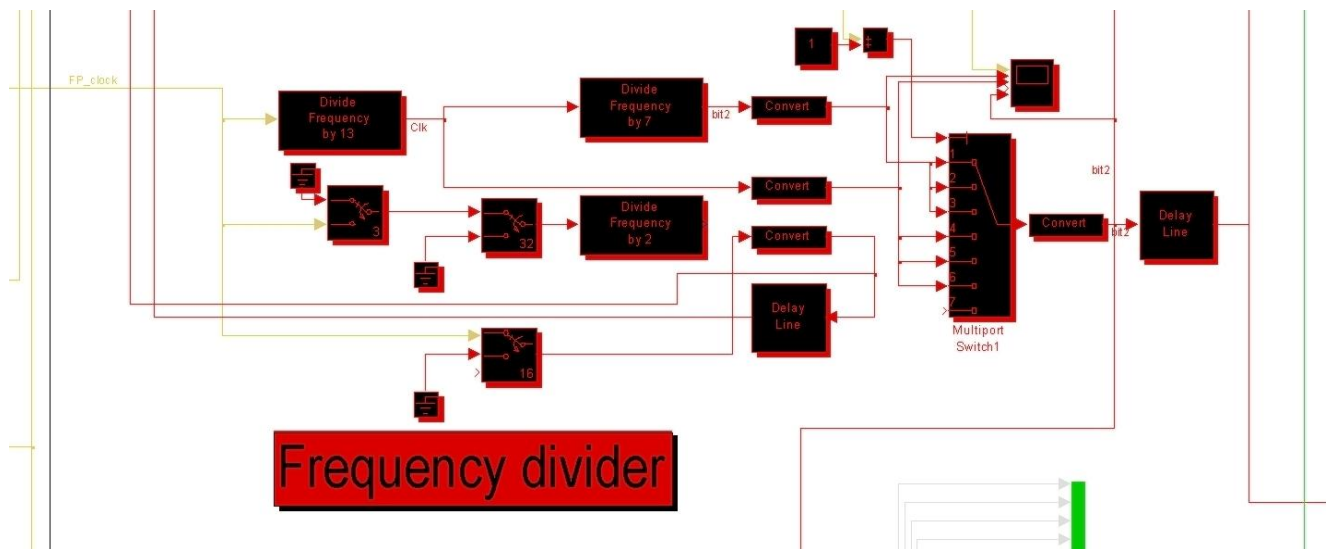 1
FP_clock
Divide
Frequency
by 13
Clk
Divide
Frequency
by 7
bit2
Convert
1
2
3
4
5
6
7
bit2
3
32
Divide
Frequency
by 2
Convert
Convert
Convert
bit2
Delay
Line
Delay
Line
Multiport
Switch1
16
Frequency divider